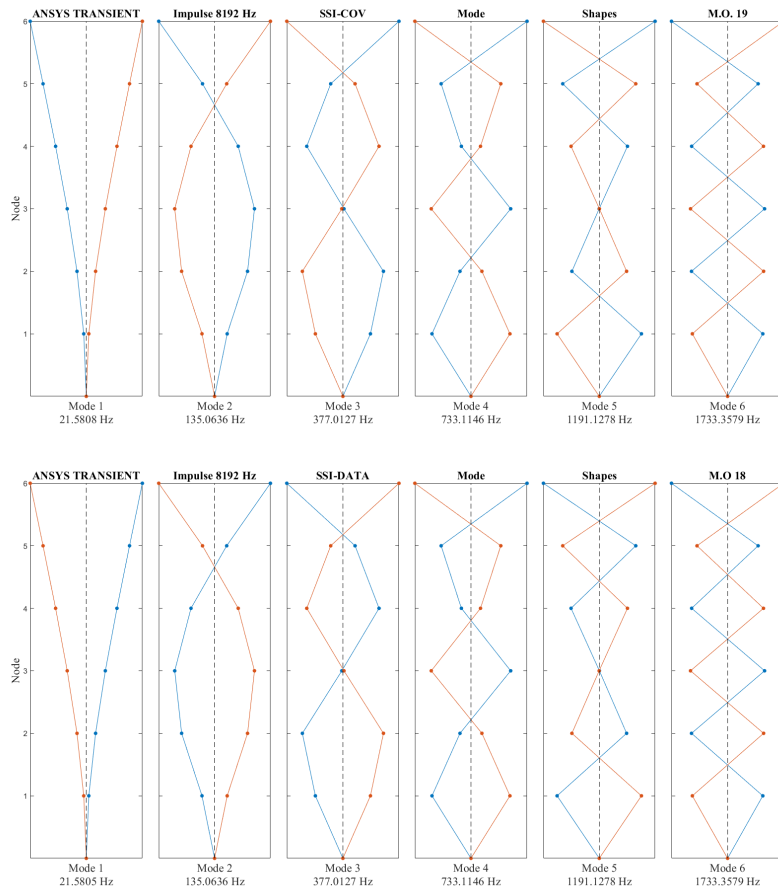 ANSYS TRANSIENT Impulse 8192 Hz SSI-COV Mode Shapes M.O. 19
6
5
4
3
2
1
Node
Mode 1 Mode 2 Mode 3 Mode 4 Mode 5 Mode 6
21.5808 Hz 135.0636 Hz 377.0127 Hz 733.1146 Hz 1191.1278 Hz 1733.3579 Hz
ANSYS TRANSIENT Impulse 8192 Hz SSI-DATA Mode Shapes M.O 18
6
5
4
3
2
1
Node
Mode 1 Mode 2 Mode 3 Mode 4 Mode 5 Mode 6
21.5805 Hz 135.0636 Hz 377.0127 Hz 733.1146 Hz 1191.1278 Hz 1733.3579 Hz